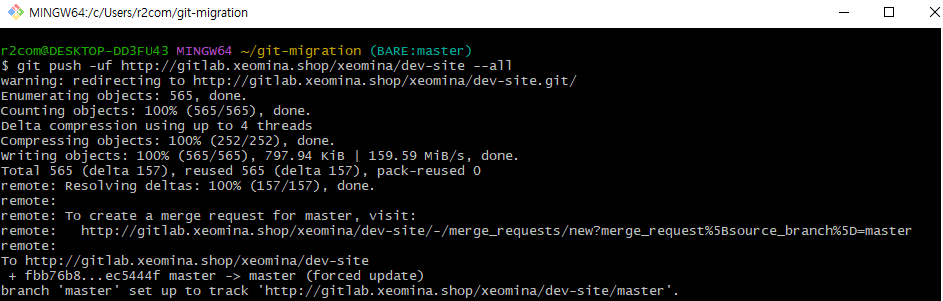 MINGW64:/c/Users/r2com/git-migration
r2com@DESKTOP-DD3FU43 MINGW64 ~/git-migration (BARE:master)
$ git push -uf http://gitlab.xeomina.shop/xeomina/dev-site --all
warning: redirecting to http://gitlab.xeomina.shop/xeomina/dev-site.git/
Enumerating objects: 565, done.
Counting objects: 100% (565/565), done.
Delta compression using up to 4 threads
Compressing objects: 100% (252/252), done.
Writing objects: 100% (565/565), 797.94 KiB | 159.59 MiB/s, done.
Total 565 (delta 157), reused 565 (delta 157), pack-reused 0
remote: Resolving deltas: 100% (157/157), done.
remote:
remote: To create a merge request for master, visit:
remote:   http://gitlab.xeomina.shop/xeomina/dev-site/-/merge_requests/new?merge_request%5Bsource_branch%5D=master
remote:
To http://gitlab.xeomina.shop/xeomina/dev-site
 + fbb76b8...ec5444f master -> master (forced update)
branch 'master' set up to track 'http://gitlab.xeomina.shop/xeomina/dev-site/master'.